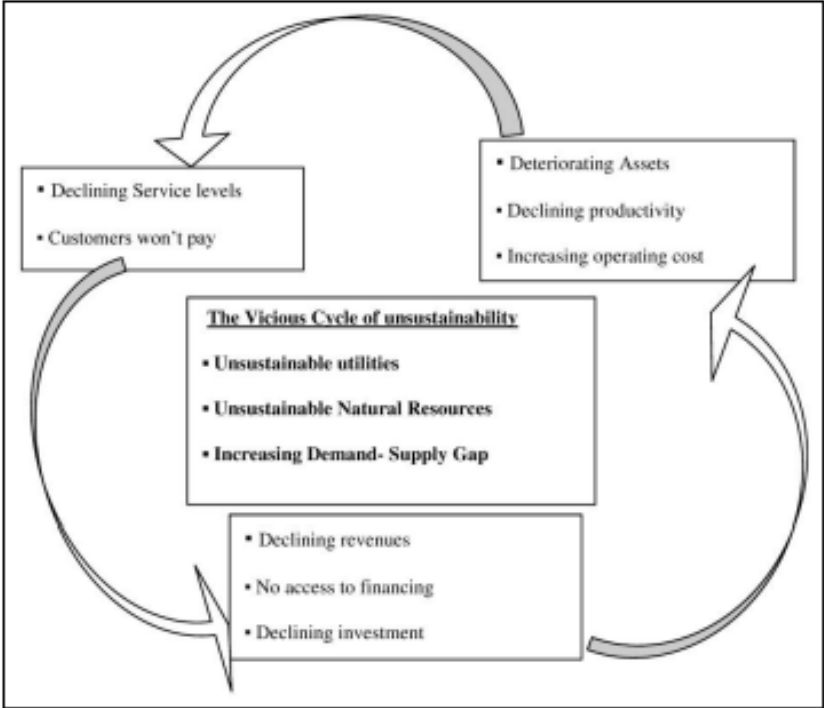 ▪ Declining Service levels
▪ Customers won't pay
▪ Deteriorating Assets
▪ Declining productivity
▪ Increasing operating cost
The Vicious Cycle of unsustainability
▪ Unsustainable utilities
▪ Unsustainable Natural Resources
▪ Increasing Demand- Supply Gap
▪ Declining revenues
▪ No access to financing
▪ Declining investment